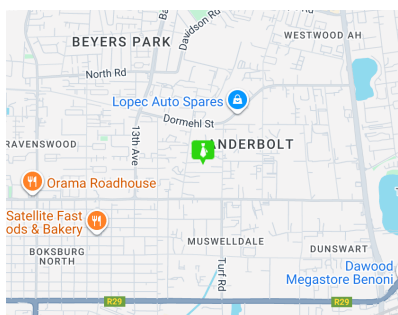 BEYERS PARK
WESTWOOD AH
Davidson Rd
Ba
North Rd
Lopec Auto Spares
Dormehl St
13th Ave
RAVENSWOOD
ANDERBOLT
Orama Roadhouse
Satellite Fast
ods & Bakery
MUSWELLDALE
DUNSWART
BOKSBURG
NORTH
Turf Rd
Dawood
Megastore Benoni
R29
R29